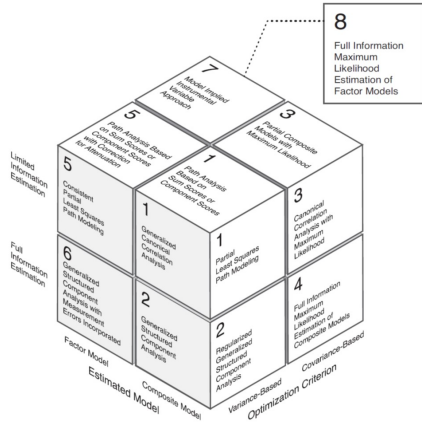 8
Full Information
Maximum
Likelihood
Estimation of
Factor Models
7
Model Implied
Instrumental
Variable
Approach
5
Path Analysis Based
on Sum Scores or
Component Scores
with Correction
for Attenuation
3
Partial Composite
Models with
Maximum Likelihood
1
Path Analysis
Based on
Sum Scores or
Component Scores
Limited
Information
Estimation
5
Consistent
Partial
Least Squares
Path Modeling
1
Generalized
Canonical
Correlation
Analysis
1
Partial
Least Squares
Path Modeling
3
Canonical
Correlation
Analysis with
Maximum
Likelihood
Full
Information
Estimation
6
Generalized
Structured
Component
Analysis with
Measurement
Errors Incorporated
2
Generalized
Structured
Component
Analysis
2
Regularized
Generalized
Structured
Component
Analysis
4
Full Information
Maximum
Likelihood
Estimation of
Composite Models
Factor Model
Composite Model
Estimated Model
Variance-Based
Covariance-Based
Optimization Criterion